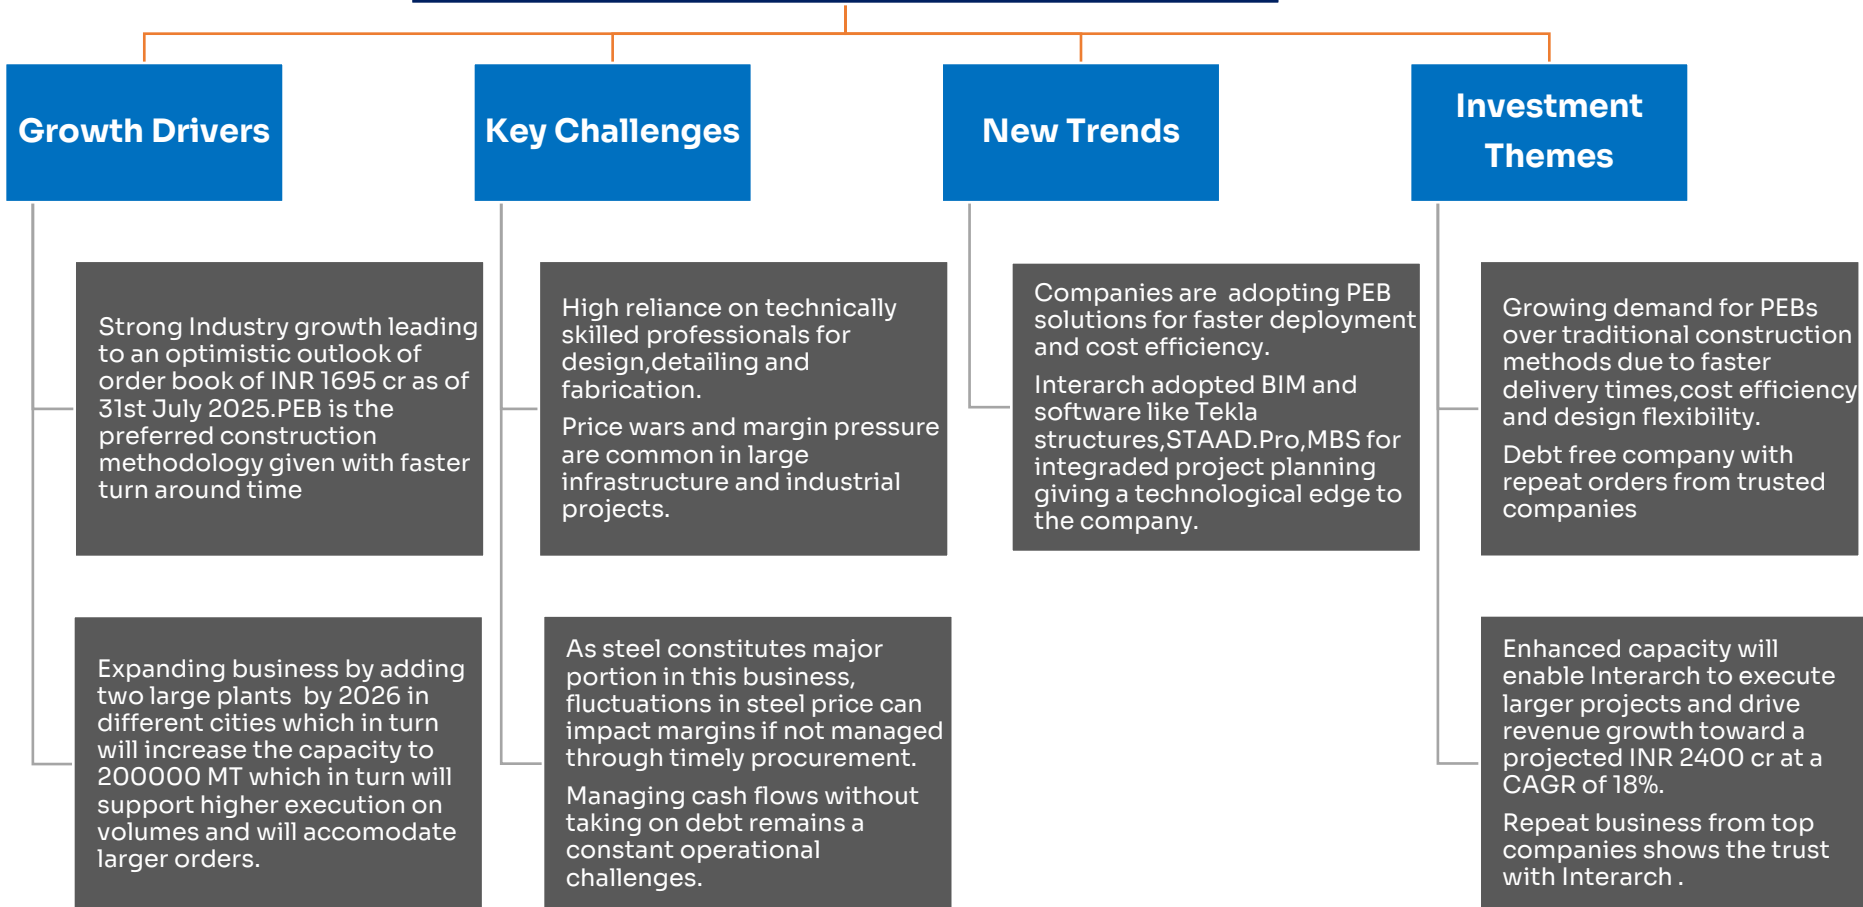 Growth Drivers
Strong Industry growth leading
to an optimistic outlook of
order book of INR 1695 cr as of
31st July 2025.PEB is the
preferred construction
methodology given with faster
turn around time
Expanding business by adding
two large plants  by 2026 in
different cities which in turn
will increase the capacity to
200000 MT which in turn will
support higher execution on
volumes and will accomodate
larger orders.
Key Challenges
High reliance on technically
skilled professionals for
design,detailing and
fabrication.
Price wars and margin pressure
are common in large
infrastructure and industrial
projects.
As steel constitutes major
portion in this business,
fluctuations in steel price can
impact margins if not managed
through timely procurement.
Managing cash flows without
taking on debt remains a
constant operational
challenges.
New Trends
Companies are  adopting PEB
solutions for faster deployment
and cost efficiency.
Interarch adopted BIM and
software like Tekla
structures,STAAD.Pro,MBS for
integraded project planning
giving a technological edge to
the company.
Investment
Themes
Growing demand for PEBs
over traditional construction
methods due to faster
delivery times,cost efficiency
and design flexibility.
Debt free company with
repeat orders from trusted
companies
Enhanced capacity will
enable Interarch to execute
larger projects and drive
revenue growth toward a
projected INR 2400 cr at a
CAGR of 18%.
Repeat business from top
companies shows the trust
with Interarch .